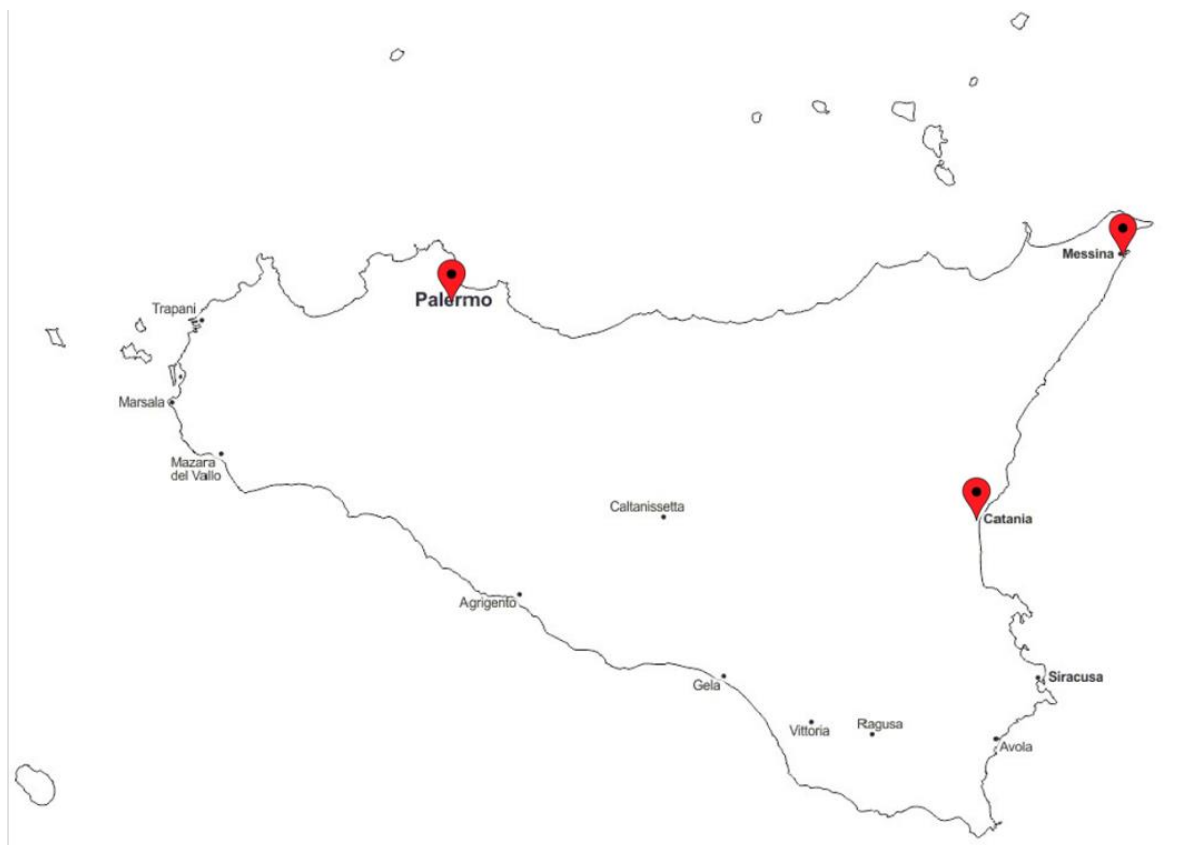 Messina
Palermo
Trapani
Marsala
Mazara
del Vallo
Caltanissetta
Catania
Agrigento
Siracusa
Gela
Vittoria
Ragusa
Avola